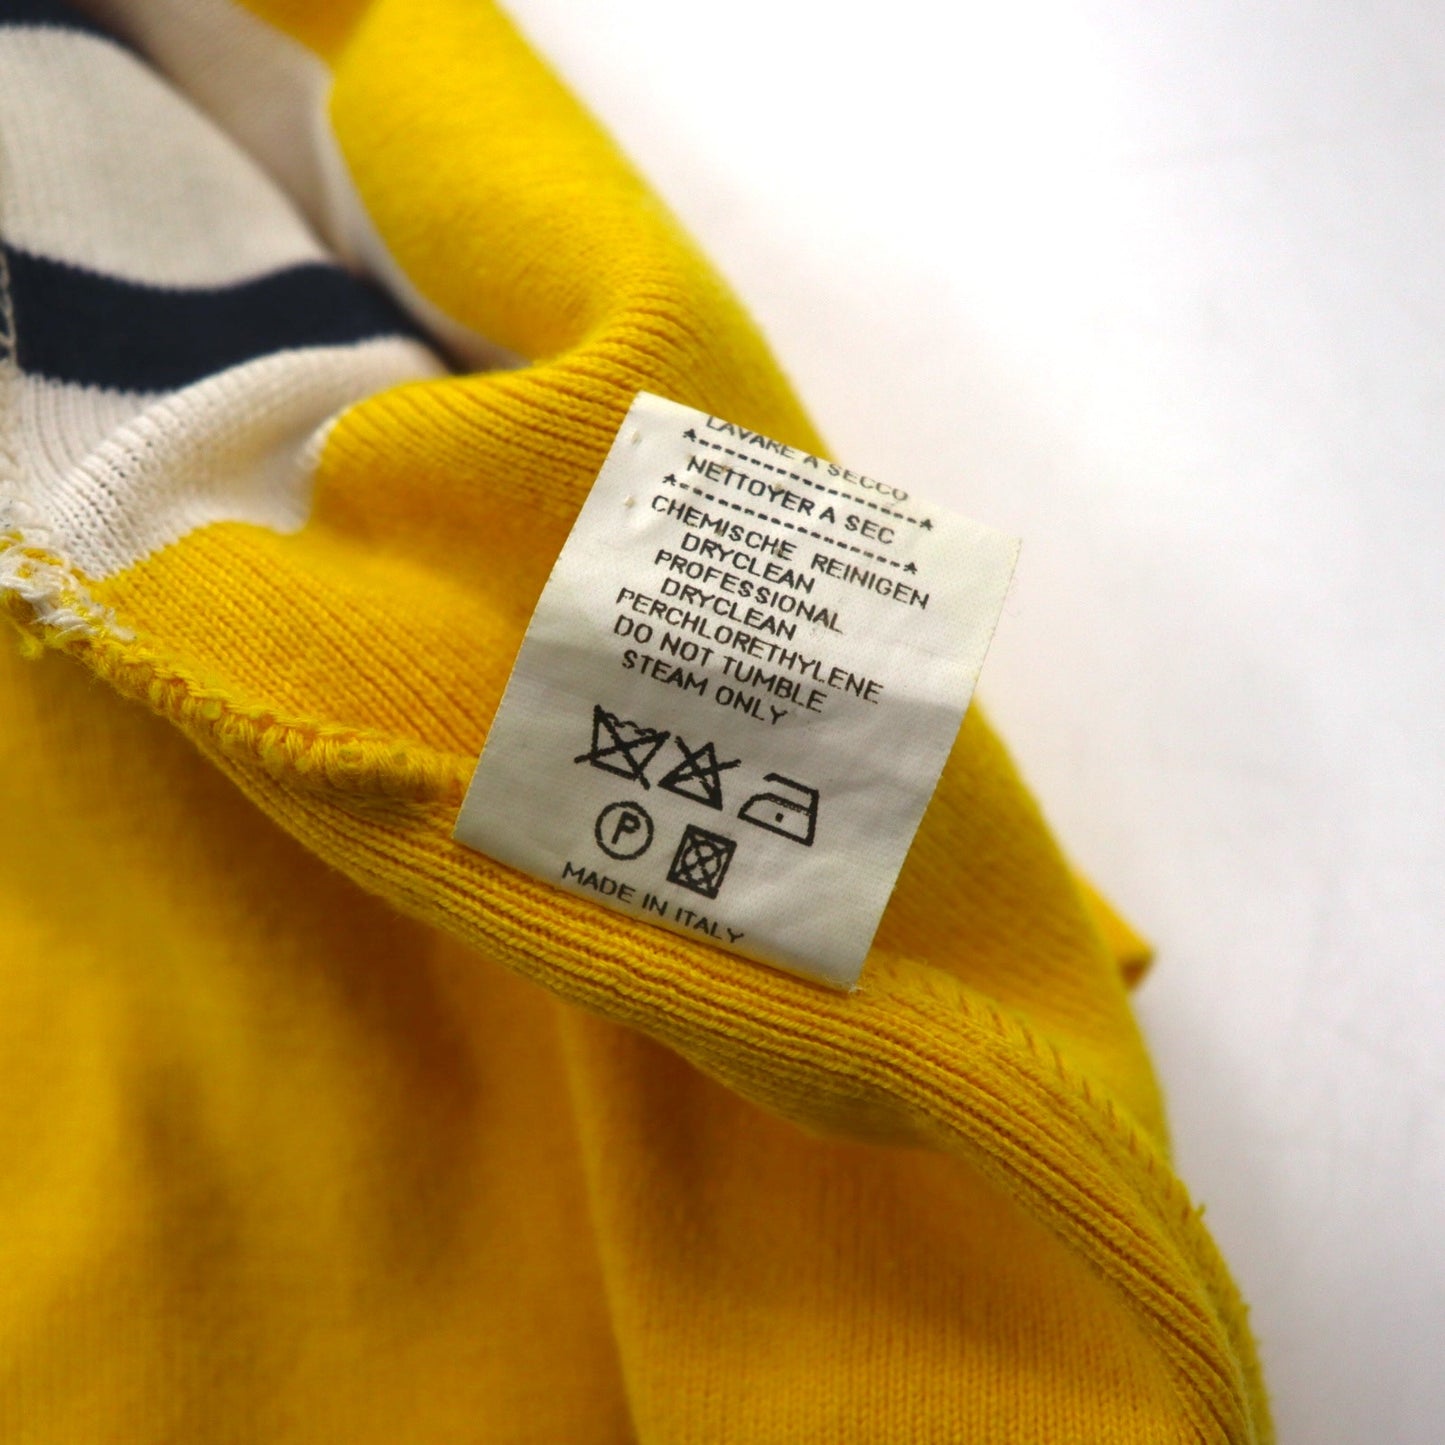 LAVARE A SECCO
*--------------*
NETTOYER A SEC
*--------------*
CHEMISCHE REINIGEN
DRYCLEAN
PROFESSIONAL
DRYCLEAN
PERCHLORETHYLENE
DO NOT TUMBLE
STEAM ONLY
P
MADE IN ITALY